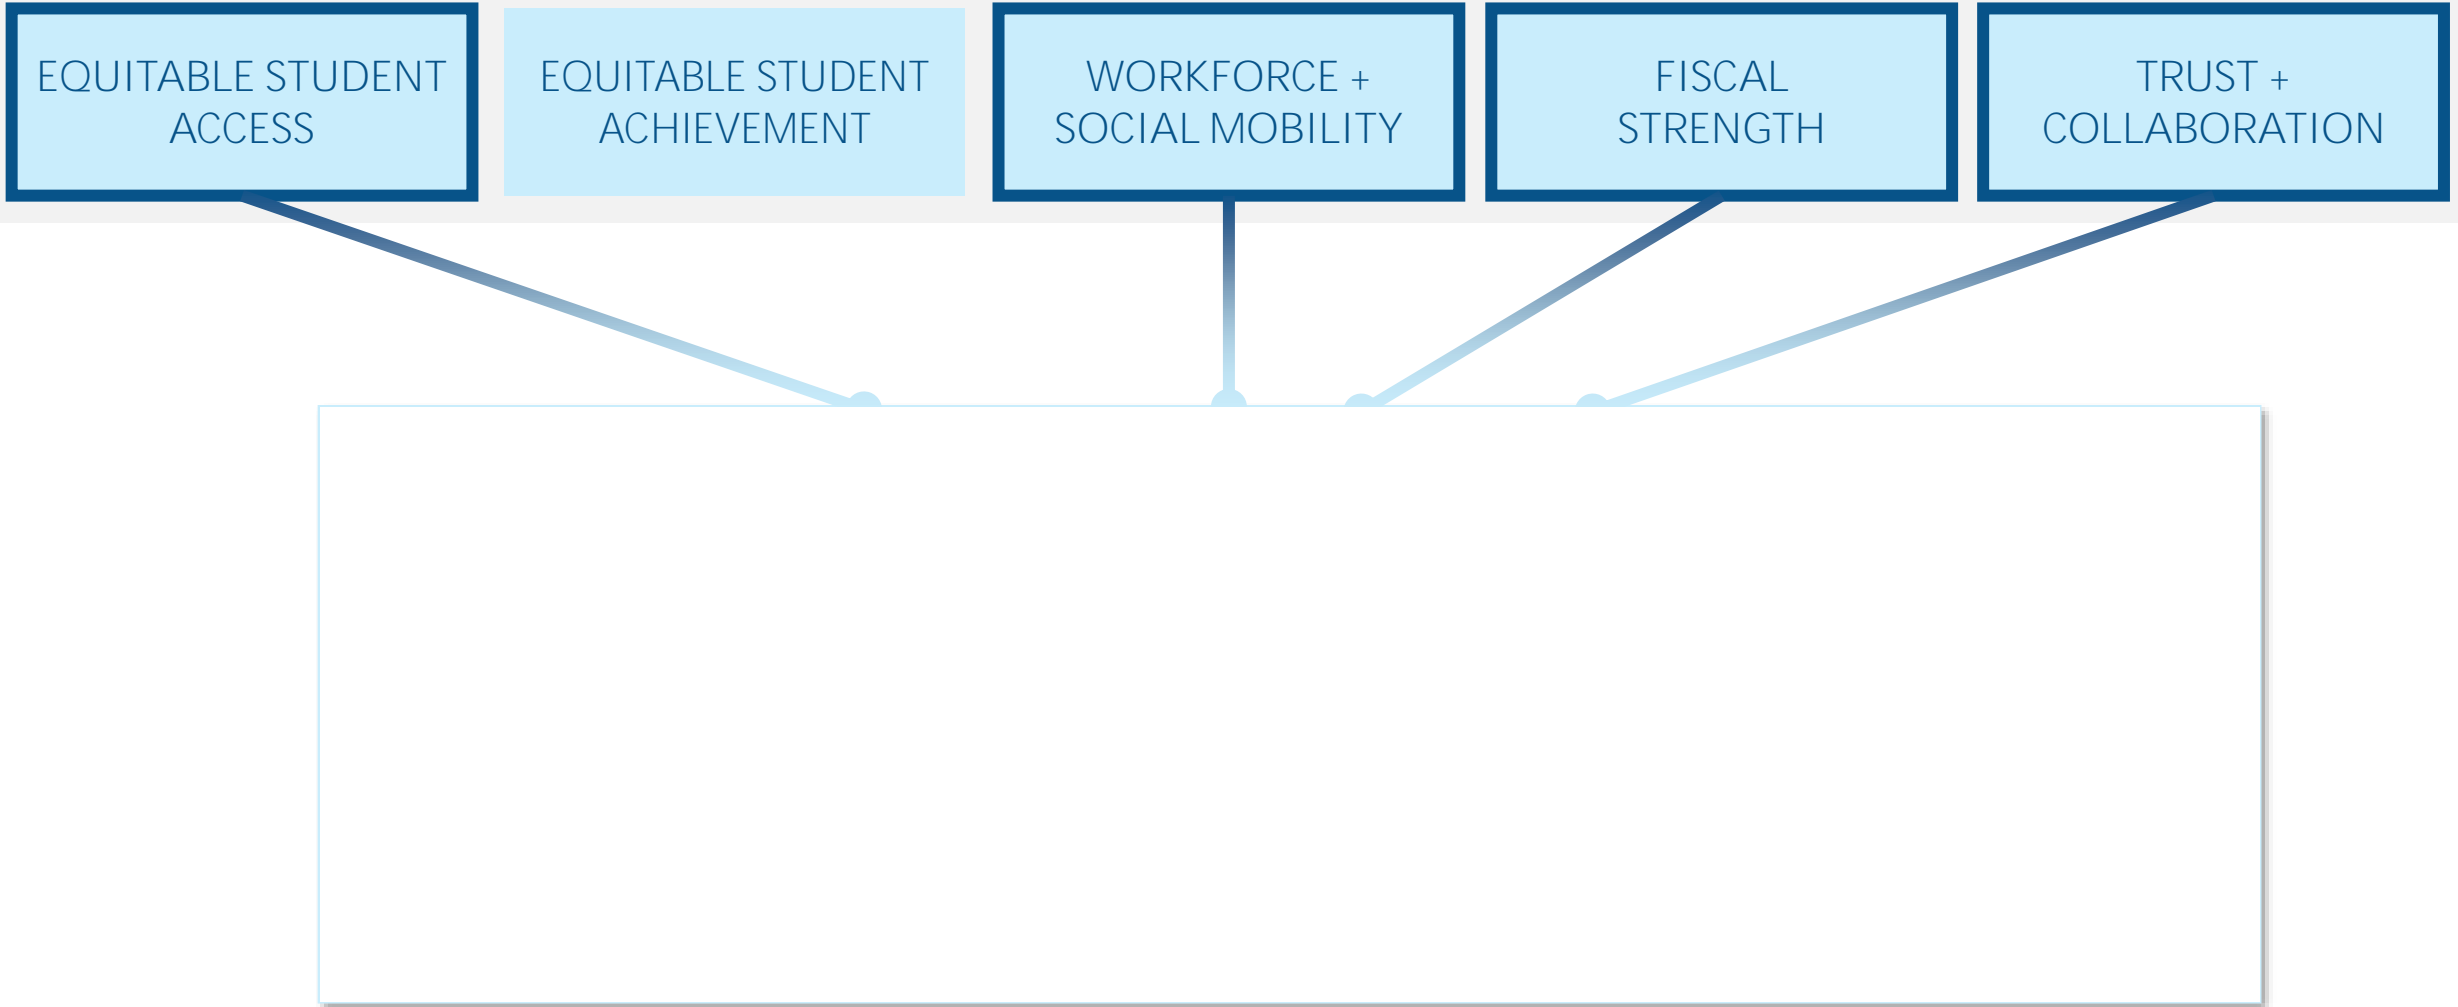 EQUITABLE STUDENT
ACCESS
EQUITABLE STUDENT
ACHIEVEMENT
WORKFORCE +
SOCIAL MOBILITY
FISCAL
STRENGTH
TRUST +
COLLABORATION